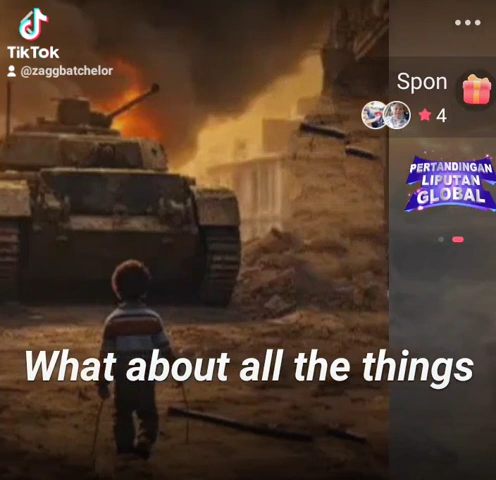 TikTok
@zaggbatchelor
Spon
4
PERTANDINGAN
LIPUTAN
GLOBAL
What about all the things